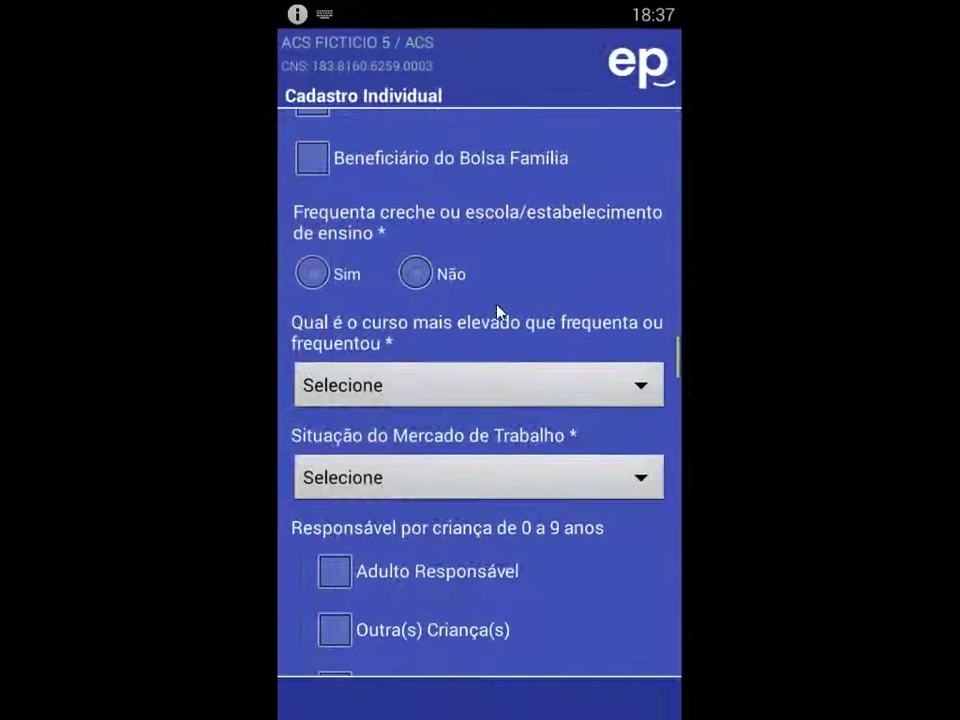 18:37
ACS FICTICIO 5 / ACS
CNS: 183.8160.6259.0003
ep
Cadastro Individual
Beneficiário do Bolsa Família
Frequenta creche ou escola/estabelecimento
de ensino *
Sim
Não
Qual é o curso mais elevado que frequenta ou
frequentou *
Selecione
Situação do Mercado de Trabalho *
Selecione
Responsável por criança de 0 a 9 anos
Adulto Responsável
Outra(s) Criança(s)